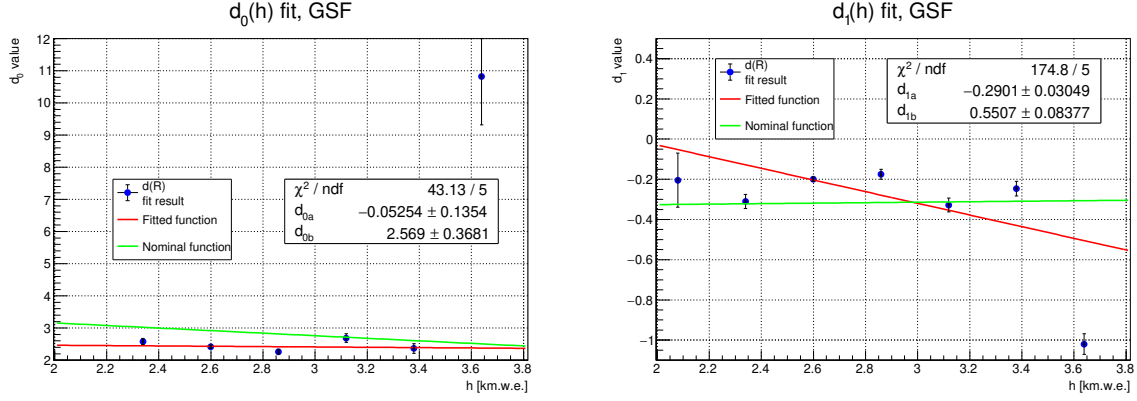 d0(h) fit, GSF
d0 value
12
11
10
9
8
7
6
5
4
3
2
d(R)
fit result
Fitted function
Nominal function
χ² / ndf 43.13 / 5
d0a −0.05254 ± 0.1354
d0b 2.569 ± 0.3681
2 2.2 2.4 2.6 2.8 3 3.2 3.4 3.6 3.8
h [km.w.e.]
d1(h) fit, GSF
d1 value
0.4
0.2
0
−0.2
−0.4
−0.6
−0.8
−1
d(R)
fit result
Fitted function
Nominal function
χ² / ndf 174.8 / 5
d1a −0.2901 ± 0.03049
d1b 0.5507 ± 0.08377
2 2.2 2.4 2.6 2.8 3 3.2 3.4 3.6 3.8
h [km.w.e.]